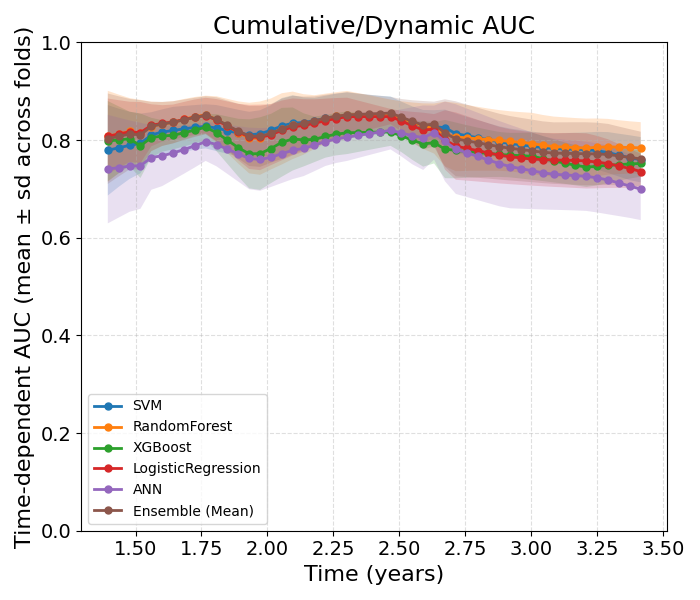 Cumulative/Dynamic AUC
Time-dependent AUC (mean ± sd across folds)
1.0
0.8
0.6
0.4
0.2
0.0
SVM
RandomForest
XGBoost
LogisticRegression
ANN
Ensemble (Mean)
1.50 1.75 2.00 2.25 2.50 2.75 3.00 3.25 3.50
Time (years)